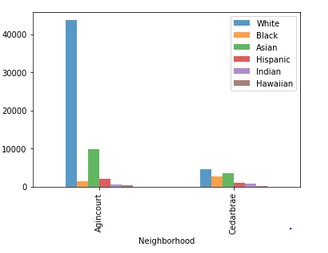 White
Black
Asian
Hispanic
Indian
Hawaiian
40000
30000
20000
10000
0
Agincourt
Cedarbrae
Neighborhood